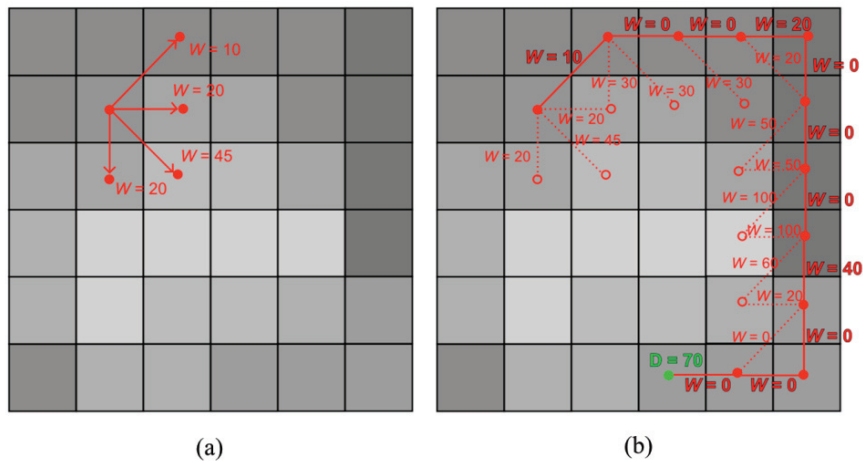 W = 10
W = 20
W = 45
W = 20
(a)
W = 0
W = 0
W = 20
W = 10
W = 20
W = 0
W = 30
W = 30
W = 30
W = 20
W = 50
W = 0
W = 45
W = 20
W = 50
W = 100
W = 0
W = 100
W = 60
W = 40
W = 20
W = 0
W = 0
D = 70
W = 0
W = 0
(b)